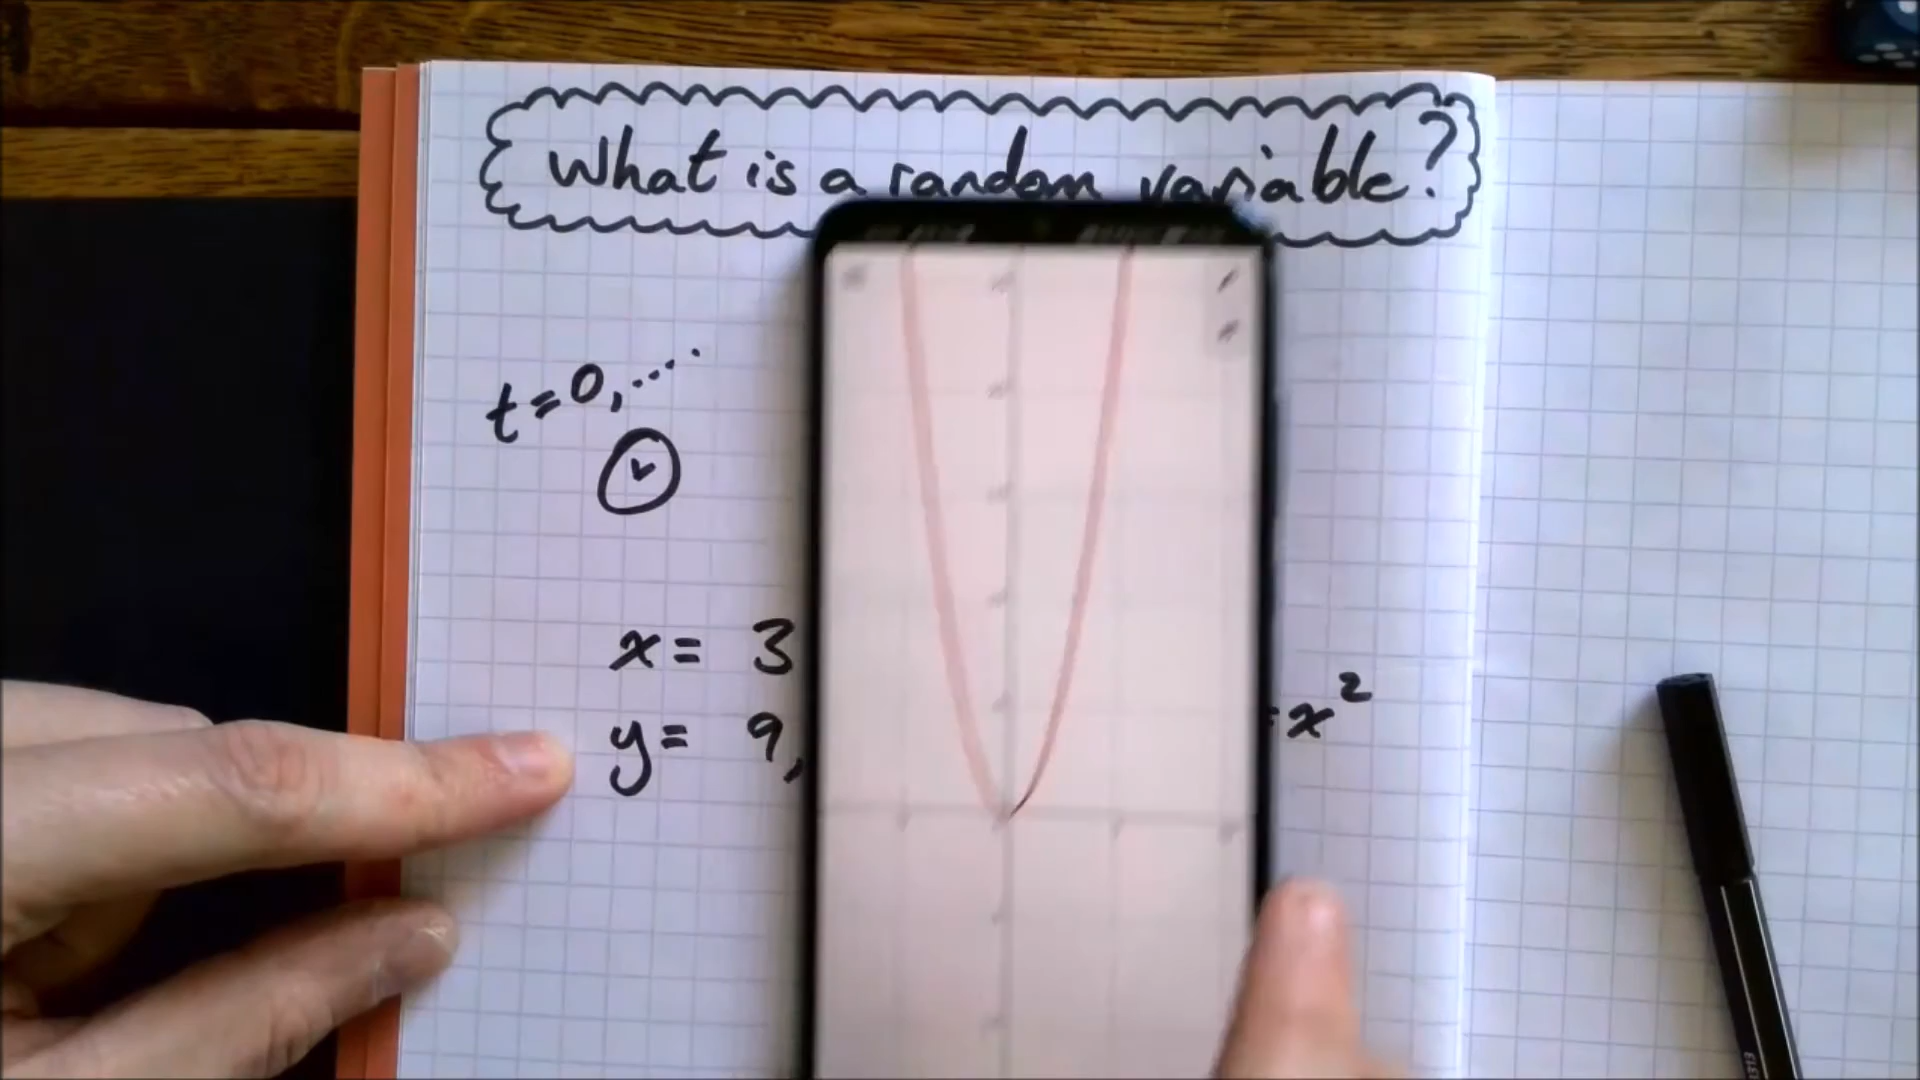 What is a random variable?
t=0,....
x= 3
y= 9,
=x²